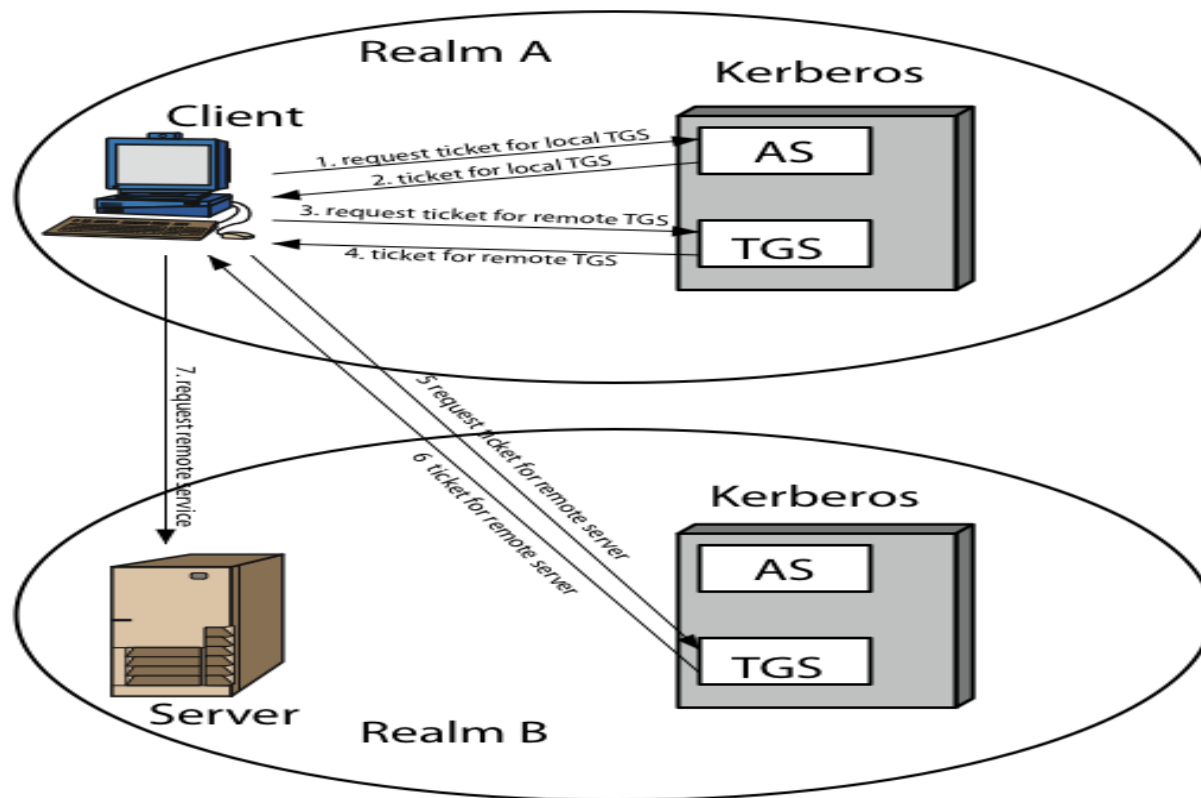 Realm A
Kerberos
Client
1. request ticket for local TGS
AS
2. ticket for local TGS
3. request ticket for remote TGS
TGS
4. ticket for remote TGS
7. request remote service
5 request ticket for remote server
6 ticket for remote server
Kerberos
AS
TGS
Server
Realm B